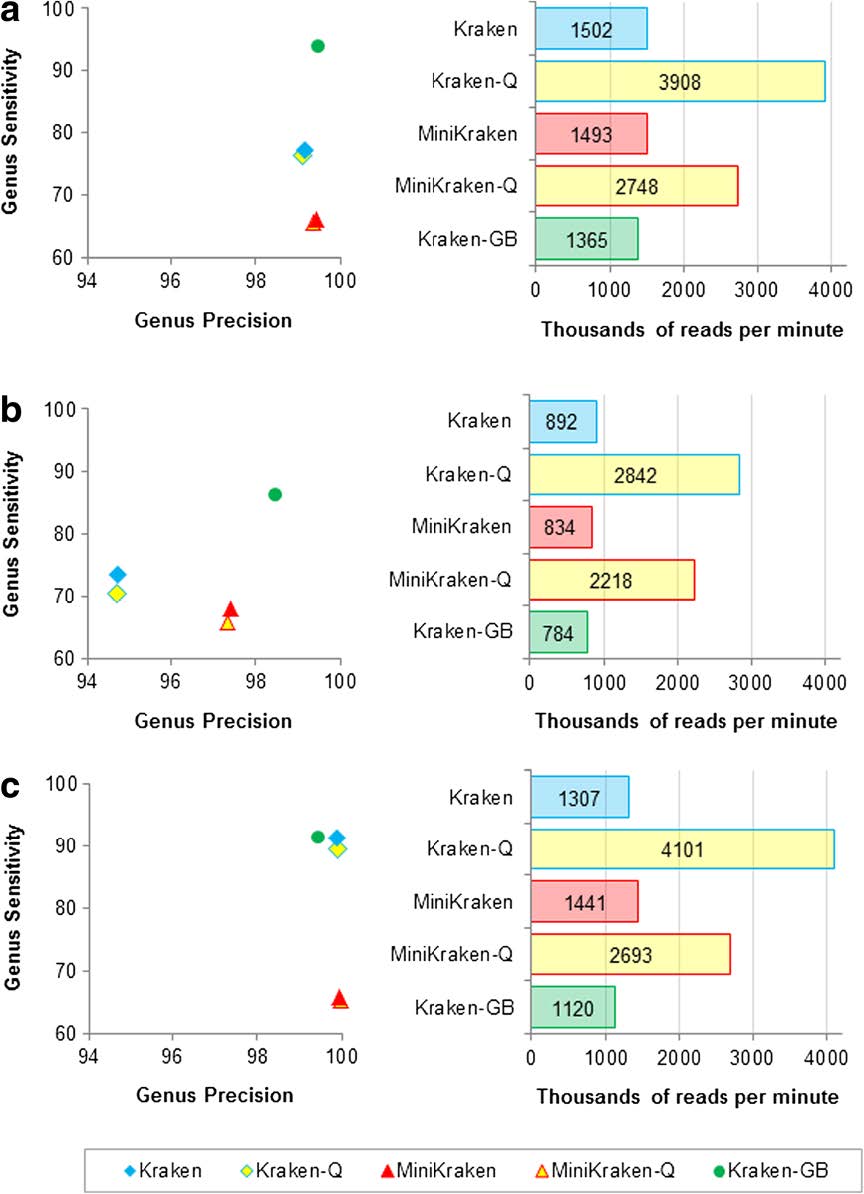 a
Genus Sensitivity
100
90
80
70
60
94 96 98 100
Genus Precision
Kraken 1502
Kraken-Q 3908
MiniKraken 1493
MiniKraken-Q 2748
Kraken-GB 1365
0 1000 2000 3000 4000
Thousands of reads per minute
b
Genus Sensitivity
100
90
80
70
60
94 96 98 100
Genus Precision
Kraken 892
Kraken-Q 2842
MiniKraken 834
MiniKraken-Q 2218
Kraken-GB 784
0 1000 2000 3000 4000
Thousands of reads per minute
c
Genus Sensitivity
100
90
80
70
60
94 96 98 100
Genus Precision
Kraken 1307
Kraken-Q 4101
MiniKraken 1441
MiniKraken-Q 2693
Kraken-GB 1120
0 1000 2000 3000 4000
Thousands of reads per minute
Kraken Kraken-Q MiniKraken MiniKraken-Q Kraken-GB